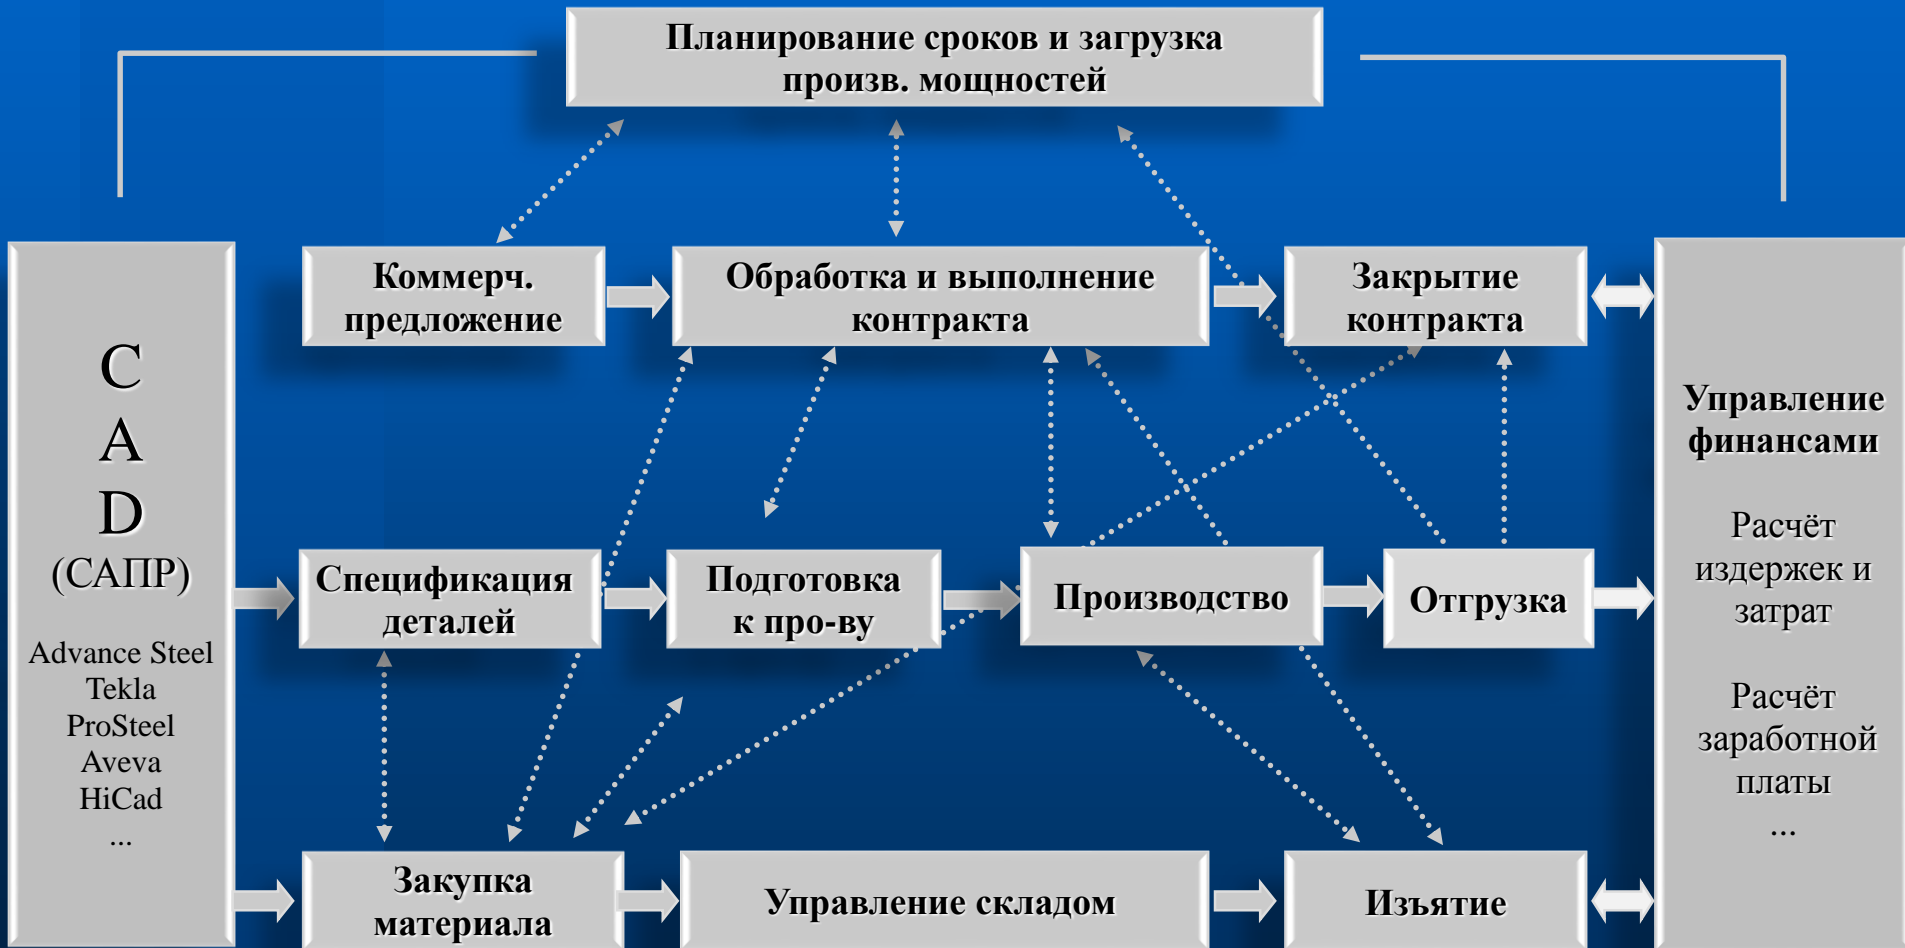 Планирование сроков и загрузка
произв. мощностей
Коммерч.
предложение
Обработка и выполнение
контракта
Закрытие
контракта
C
A
D
(САПР)
Advance Steel
Tekla
ProSteel
Aveva
HiCad
...
Спецификация
деталей
Подготовка
к про-ву
Производство
Отгрузка
Закупка
материала
Управление складом
Изъятие
Управление
финансами
Расчёт
издержек и
затрат
Расчёт
заработной
платы
...